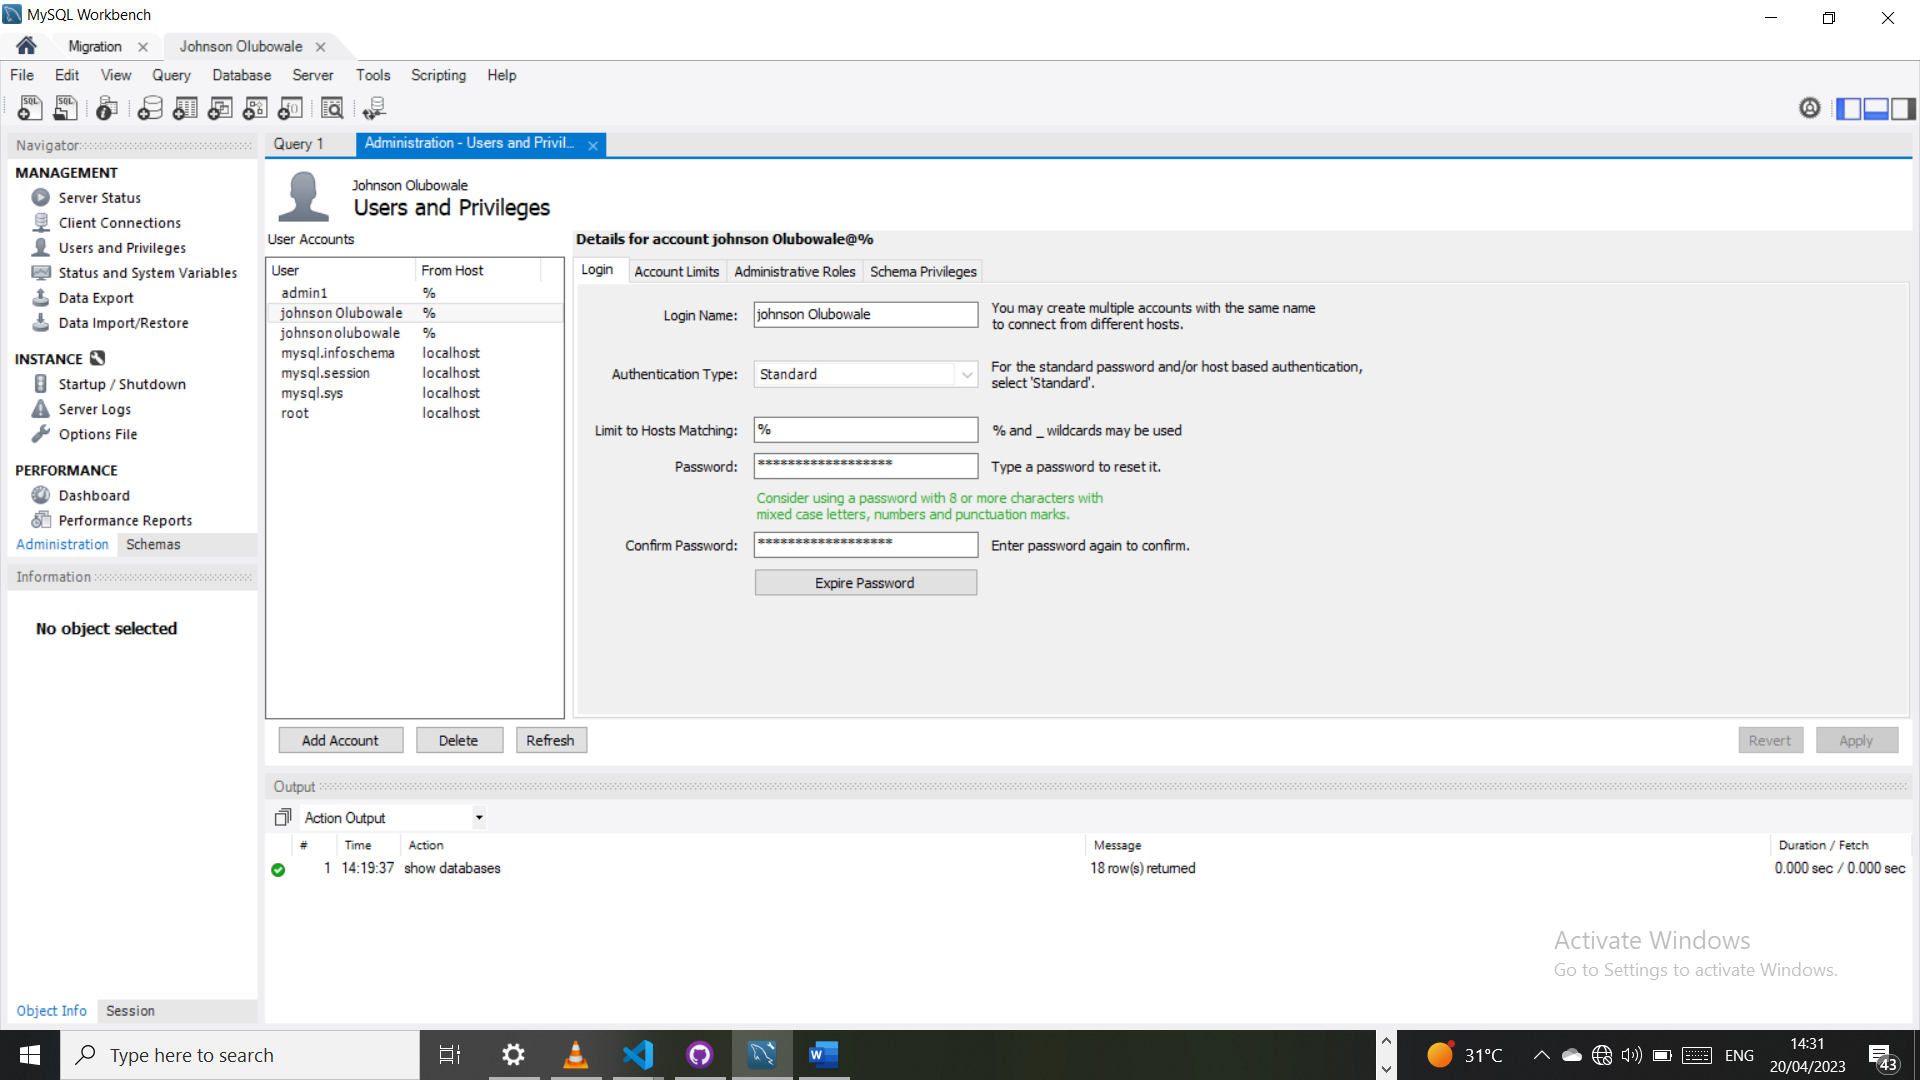 MySQL Workbench
Migration
Johnson Olubowale
File Edit View Query Database Server Tools Scripting Help
Navigator
MANAGEMENT
Server Status
Client Connections
Users and Privileges
Status and System Variables
Data Export
Data Import/Restore
INSTANCE
Startup / Shutdown
Server Logs
Options File
PERFORMANCE
Dashboard
Performance Reports
Administration Schemas
Information
No object selected
Object Info Session
Query 1
Administration - Users and Privil...
Johnson Olubowale
Users and Privileges
User Accounts
User From Host
admin1 %
johnson Olubowale %
johnsonolubowale %
mysql.infoschema localhost
mysql.session localhost
mysql.sys localhost
root localhost
Add Account Delete Refresh
Details for account johnson Olubowale@%
Login Account Limits Administrative Roles Schema Privileges
Login Name: johnson Olubowale
You may create multiple accounts with the same name
to connect from different hosts.
Authentication Type: Standard
For the standard password and/or host based authentication,
select 'Standard'.
Limit to Hosts Matching: % % and _ wildcards may be used
Password: ****************** Type a password to reset it.
Consider using a password with 8 or more characters with
mixed case letters, numbers and punctuation marks.
Confirm Password: ****************** Enter password again to confirm.
Expire Password
Revert Apply
Output
Action Output
# Time Action Message Duration / Fetch
1 14:19:37 show databases 18 row(s) returned 0.000 sec / 0.000 sec
Activate Windows
Go to Settings to activate Windows.
Type here to search
31°C
ENG
14:31
20/04/2023
43